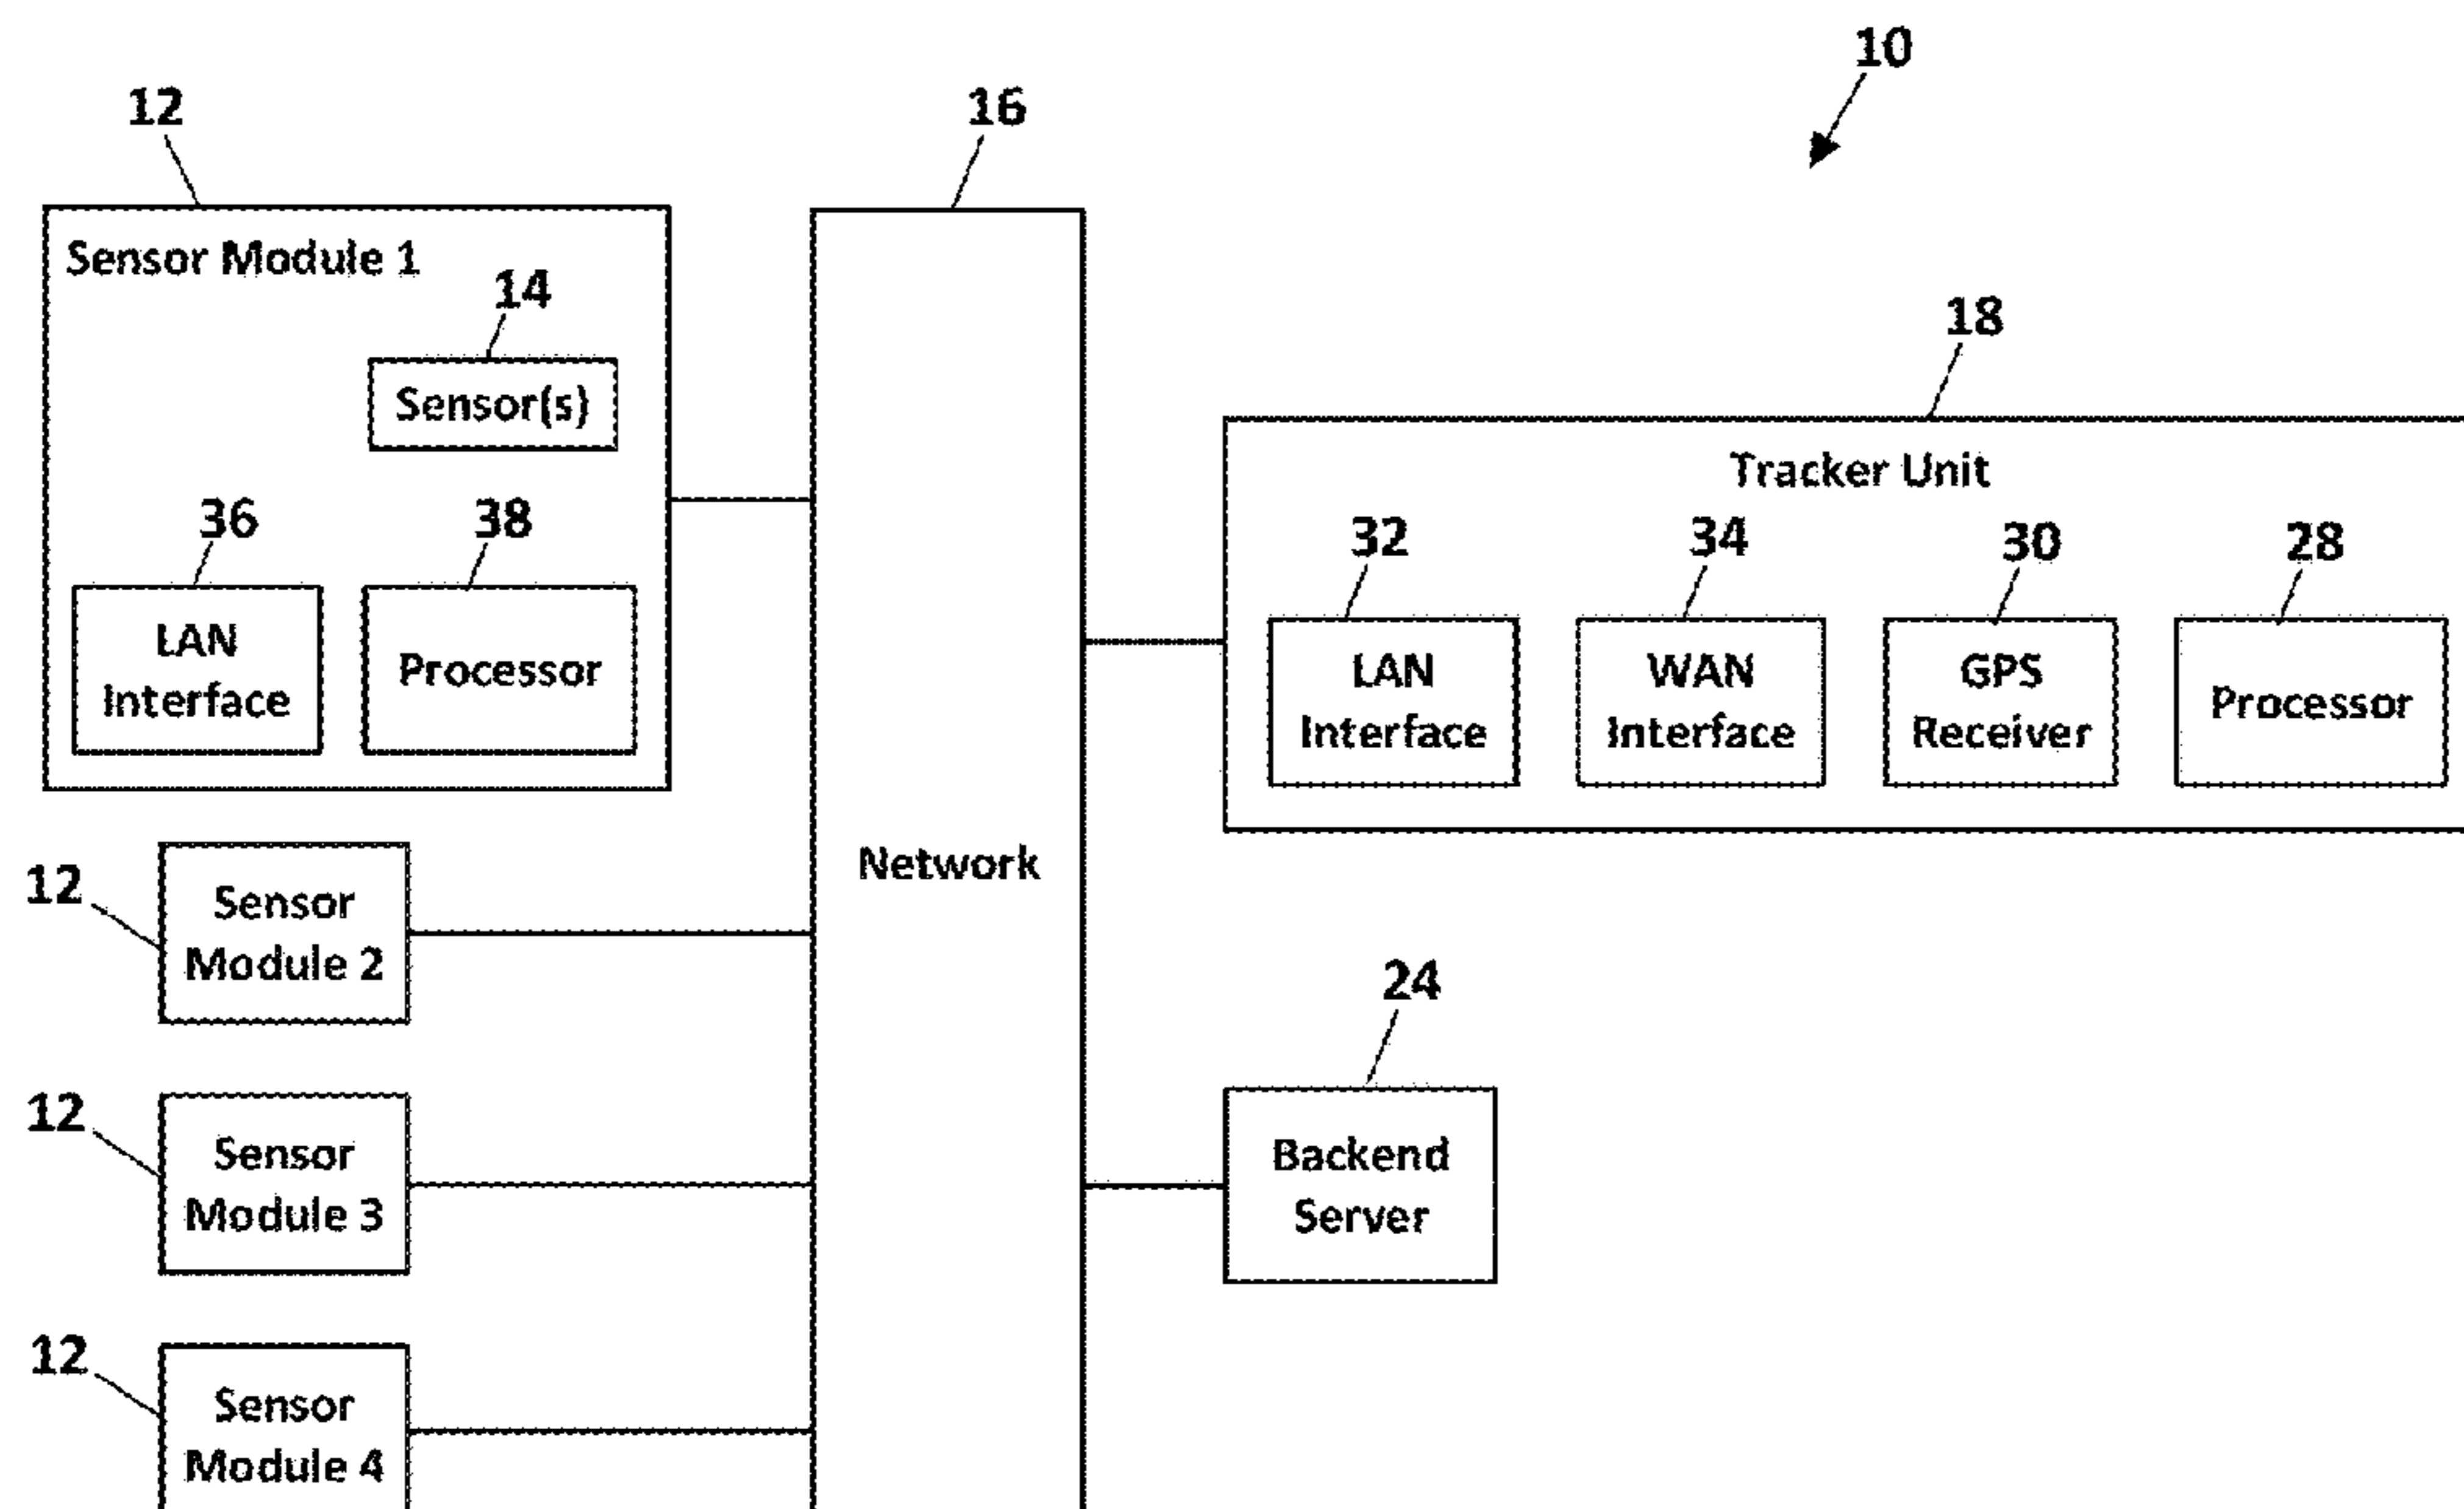 10
12
16
Sensor Module 1
14
18
Sensor(s)
Tracker Unit
36
38
32
34
30
28
LAN
Interface
Processor
LAN
Interface
WAN
Interface
GPS
Receiver
Processor
Network
12
Sensor
Module 2
24
12
Sensor
Module 3
Backend
Server
12
Sensor
Module 4